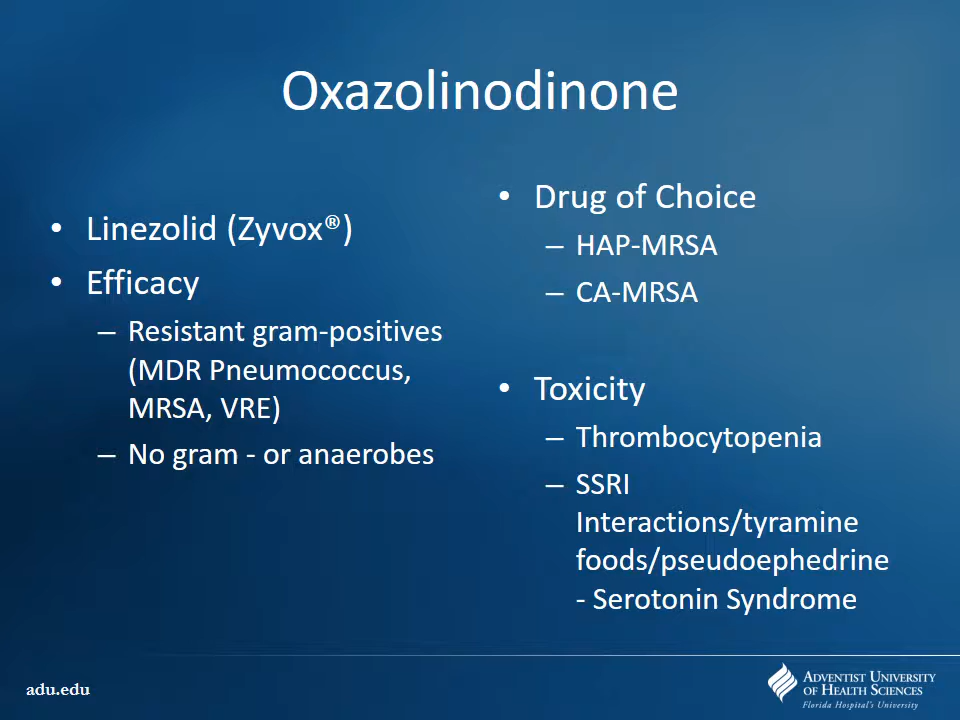 Oxazolinodinone
• Linezolid (Zyvox®)
• Efficacy
– Resistant gram-positives
(MDR Pneumococcus,
MRSA, VRE)
– No gram - or anaerobes
• Drug of Choice
– HAP-MRSA
– CA-MRSA
• Toxicity
– Thrombocytopenia
– SSRI
Interactions/tyramine
foods/pseudoephedrine
- Serotonin Syndrome
adu.edu
ADVENTIST UNIVERSITY
OF HEALTH SCIENCES
Florida Hospital's University